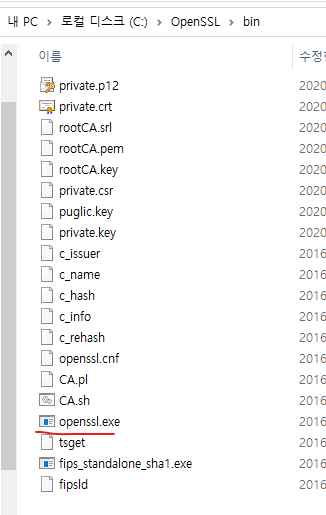 내 PC > 로컬 디스크 (C:) > OpenSSL > bin
이름 수정한
private.p12 2020
private.crt 2020
rootCA.srl 2020
rootCA.pem 2020
rootCA.key 2020
private.csr 2020
puglic.key 2020
private.key 2020
c_issuer 2016
c_name 2016
c_hash 2016
c_info 2016
c_rehash 2016
openssl.cnf 2016
CA.pl 2016
CA.sh 2016
openssl.exe 2016
tsget 2016
fips_standalone_sha1.exe 2016
fipsld 2016